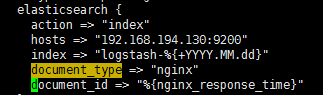 elasticsearch {
action => "index"
hosts => "192.168.194.130:9200"
index => "logstash-%{+YYYY.MM.dd}"
document_type => "nginx"
document_id => "%{nginx_response_time}"